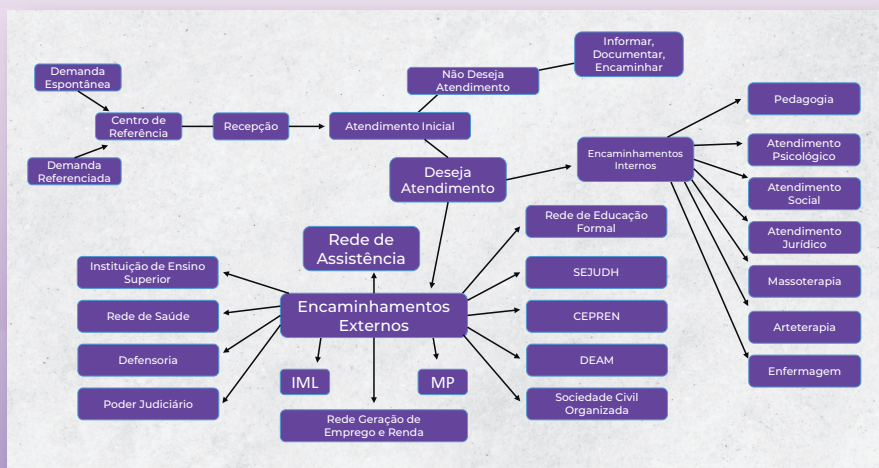 Demanda
Espontânea
Centro de
Referência
Demanda
Referenciada
Recepção
Atendimento Inicial
Não Deseja
Atendimento
Informar,
Documentar,
Encaminhar
Deseja
Atendimento
Encaminhamentos
Internos
Pedagogia
Atendimento
Psicológico
Atendimento
Social
Atendimento
Jurídico
Massoterapia
Arteterapia
Enfermagem
Encaminhamentos
Externos
Rede de
Assistência
Instituição de Ensino
Superior
Rede de Saúde
Defensoria
Poder Judiciário
IML
Rede Geração de
Emprego e Renda
MP
Rede de Educação
Formal
SEJUDH
CEPREN
DEAM
Sociedade Civil
Organizada